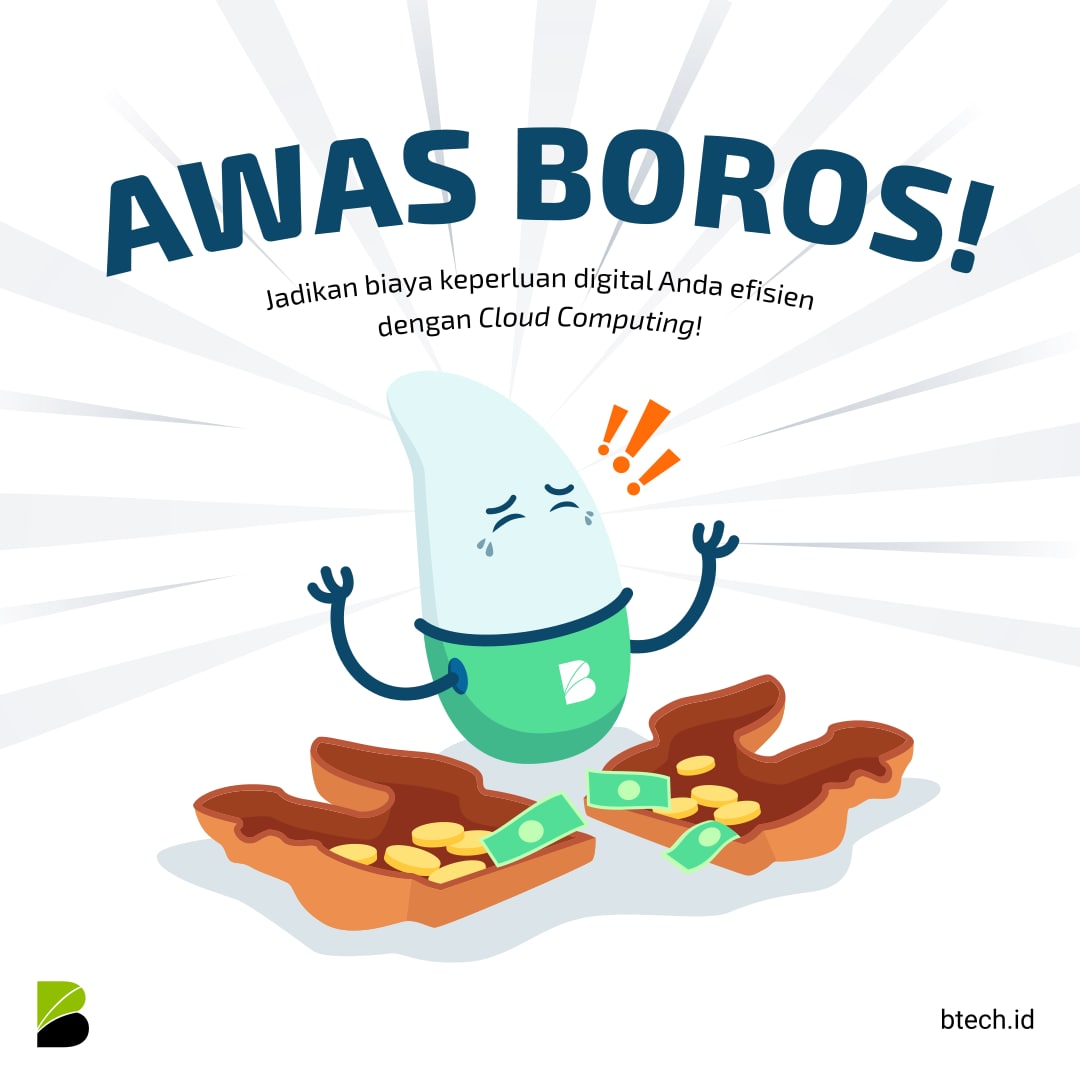 AWAS BOROS!
Jadikan biaya keperluan digital Anda efisien
dengan Cloud Computing!
btech.id